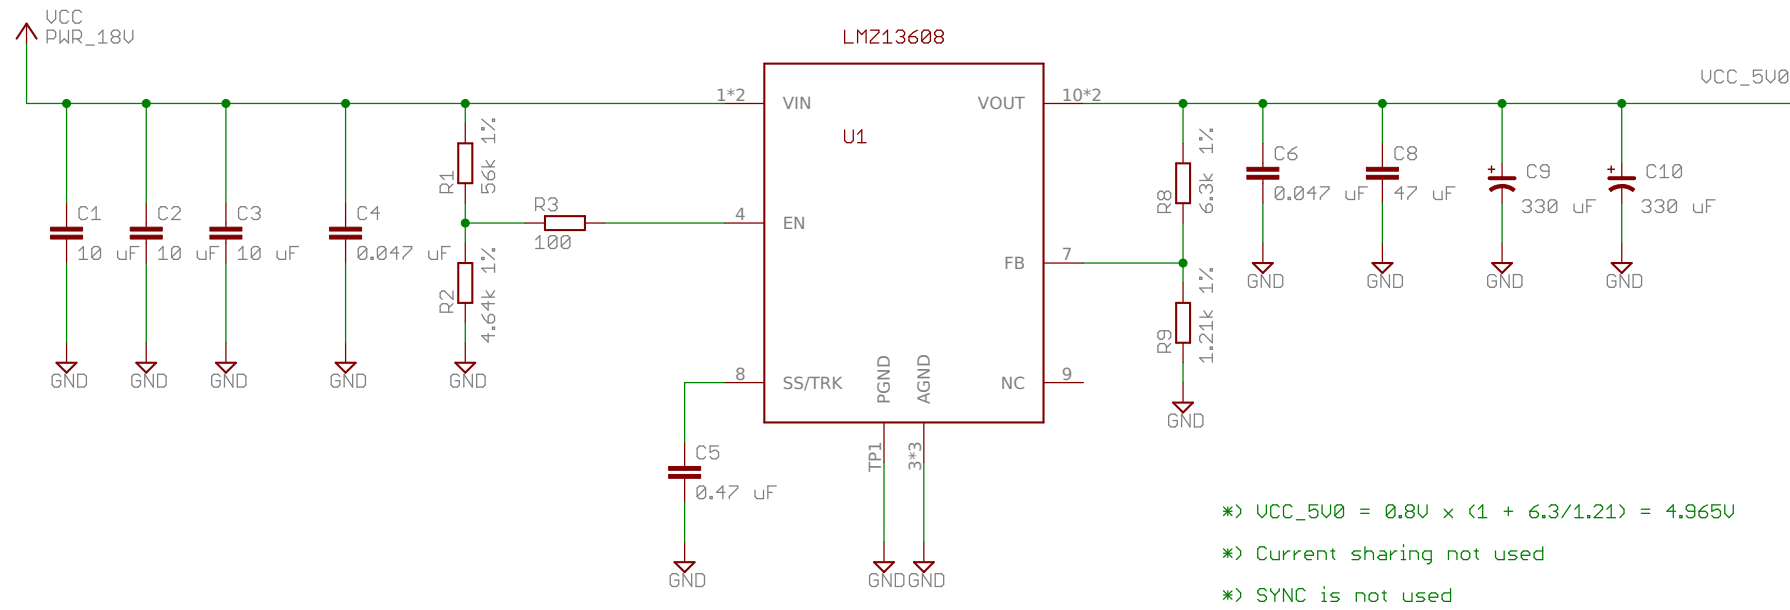 VCC
PWR_18V
LMZ13608
VCC_5V0
1*2
VIN
VOUT
10*2
U1
R1
56k 1%
R3
100
4
EN
C1
10 uF
C2
10 uF
C3
10 uF
C4
0.047 uF
R2
4.64k 1%
GND
GND
GND
GND
GND
R8
6.3k 1%
C6
0.047 uF
C8
47 uF
+
C9
330 uF
+
C10
330 uF
GND
GND
GND
GND
FB
7
R9
1.21k 1%
GND
8
SS/TRK
PGND
AGND
NC
9
C5
0.47 uF
TP1
3*3
GND
GND
GND
*) VCC_5V0 = 0.8V x (1 + 6.3/1.21) = 4.965V
*) Current sharing not used
*) SYNC is not used